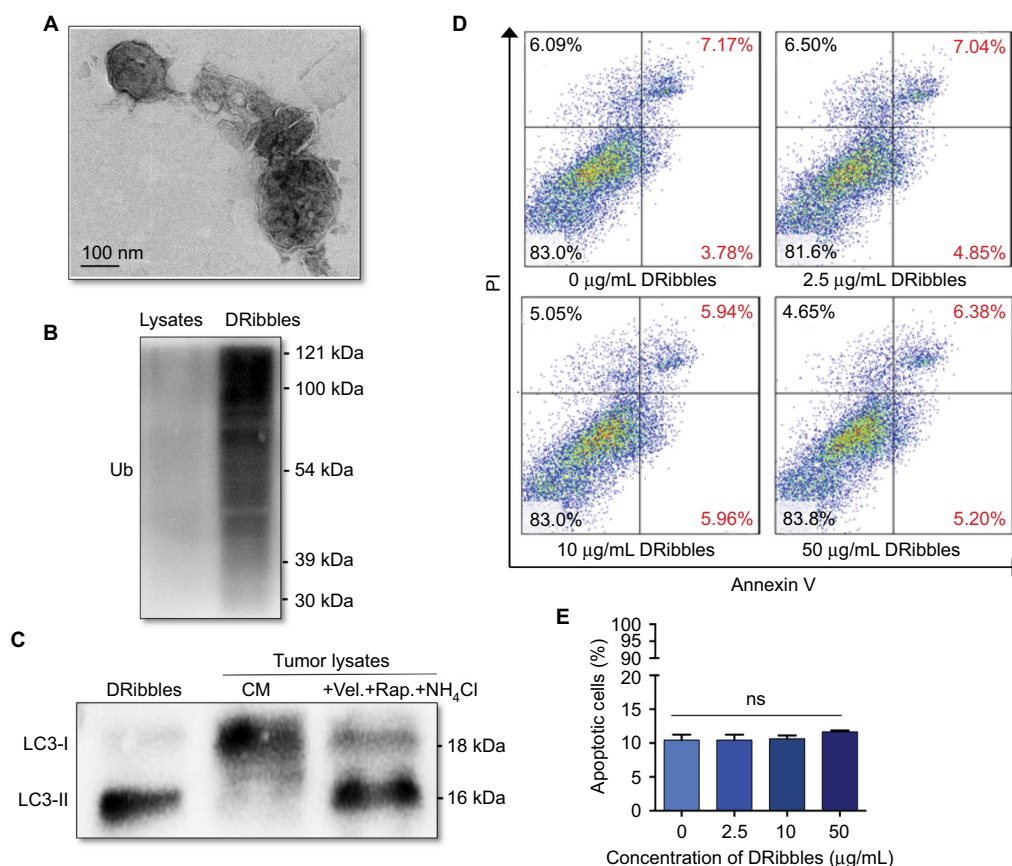 A
100 nm
B
Lysates DRibbles
121 kDa
100 kDa
Ub
54 kDa
39 kDa
30 kDa
C
Tumor lysates
DRibbles CM +Vel.+Rap.+NH₄Cl
LC3-I
18 kDa
LC3-II
16 kDa
D
6.09% 7.17%
83.0% 3.78%
0 µg/mL DRibbles
6.50% 7.04%
81.6% 4.85%
2.5 µg/mL DRibbles
PI
5.05% 5.94%
83.0% 5.96%
10 µg/mL DRibbles
4.65% 6.38%
83.8% 5.20%
50 µg/mL DRibbles
Annexin V
E
Apoptotic cells (%)
100
95
90
20
15
10
5
0
ns
0 2.5 10 50
Concentration of DRibbles (µg/mL)